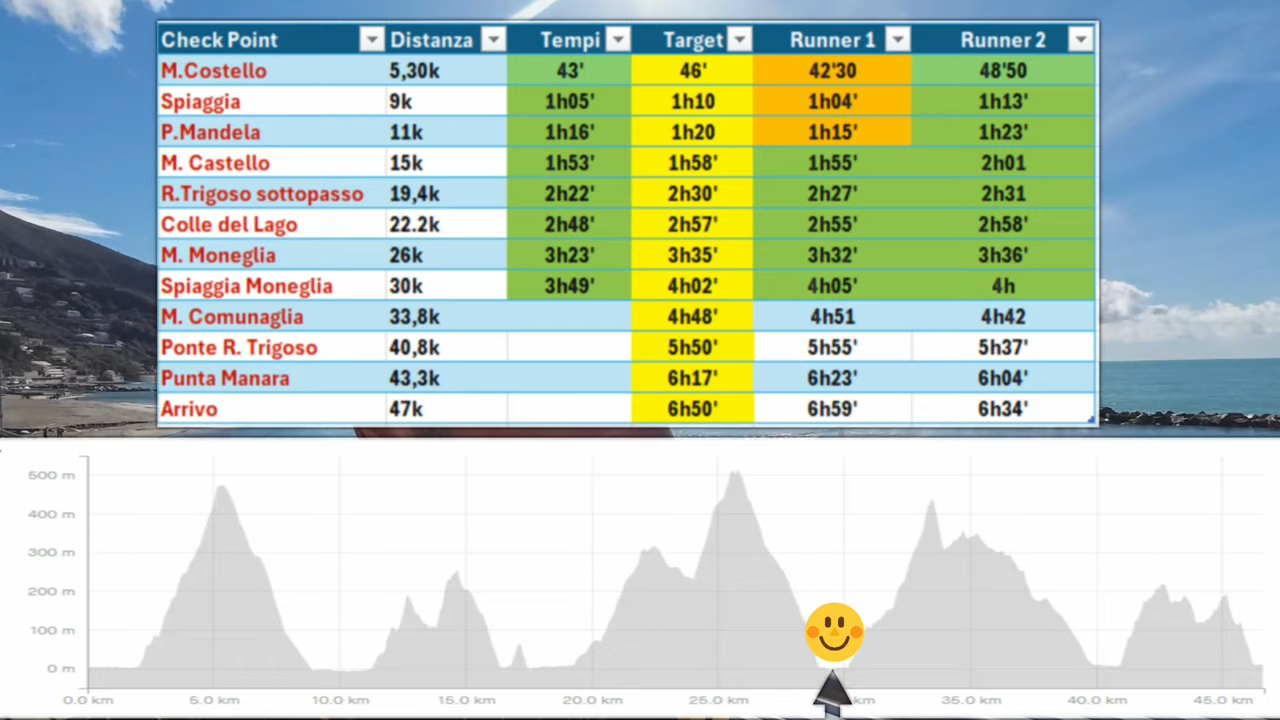 Check Point Distanza Tempi Target Runner 1 Runner 2
M.Costello 5,30k 43' 46' 42'30 48'50
Spiaggia 9k 1h05' 1h10 1h04' 1h13'
P.Mandela 11k 1h16' 1h20 1h15' 1h23'
M. Castello 15k 1h53' 1h58' 1h55' 2h01
R.Trigoso sottopasso 19,4k 2h22' 2h30' 2h27' 2h31
Colle del Lago 22.2k 2h48' 2h57' 2h55' 2h58'
M. Moneglia 26k 3h23' 3h35' 3h32' 3h36'
Spiaggia Moneglia 30k 3h49' 4h02' 4h05' 4h
M. Comunaglia 33,8k 4h48' 4h51 4h42
Ponte R. Trigoso 40,8k 5h50' 5h55' 5h37'
Punta Manara 43,3k 6h17' 6h23' 6h04'
Arrivo 47k 6h50' 6h59' 6h34'
500 m
400 m
300 m
200 m
100 m
0 m
0.0 km 5.0 km 10.0 km 15.0 km 20.0 km 25.0 km km 35.0 km 40.0 km 45.0 km